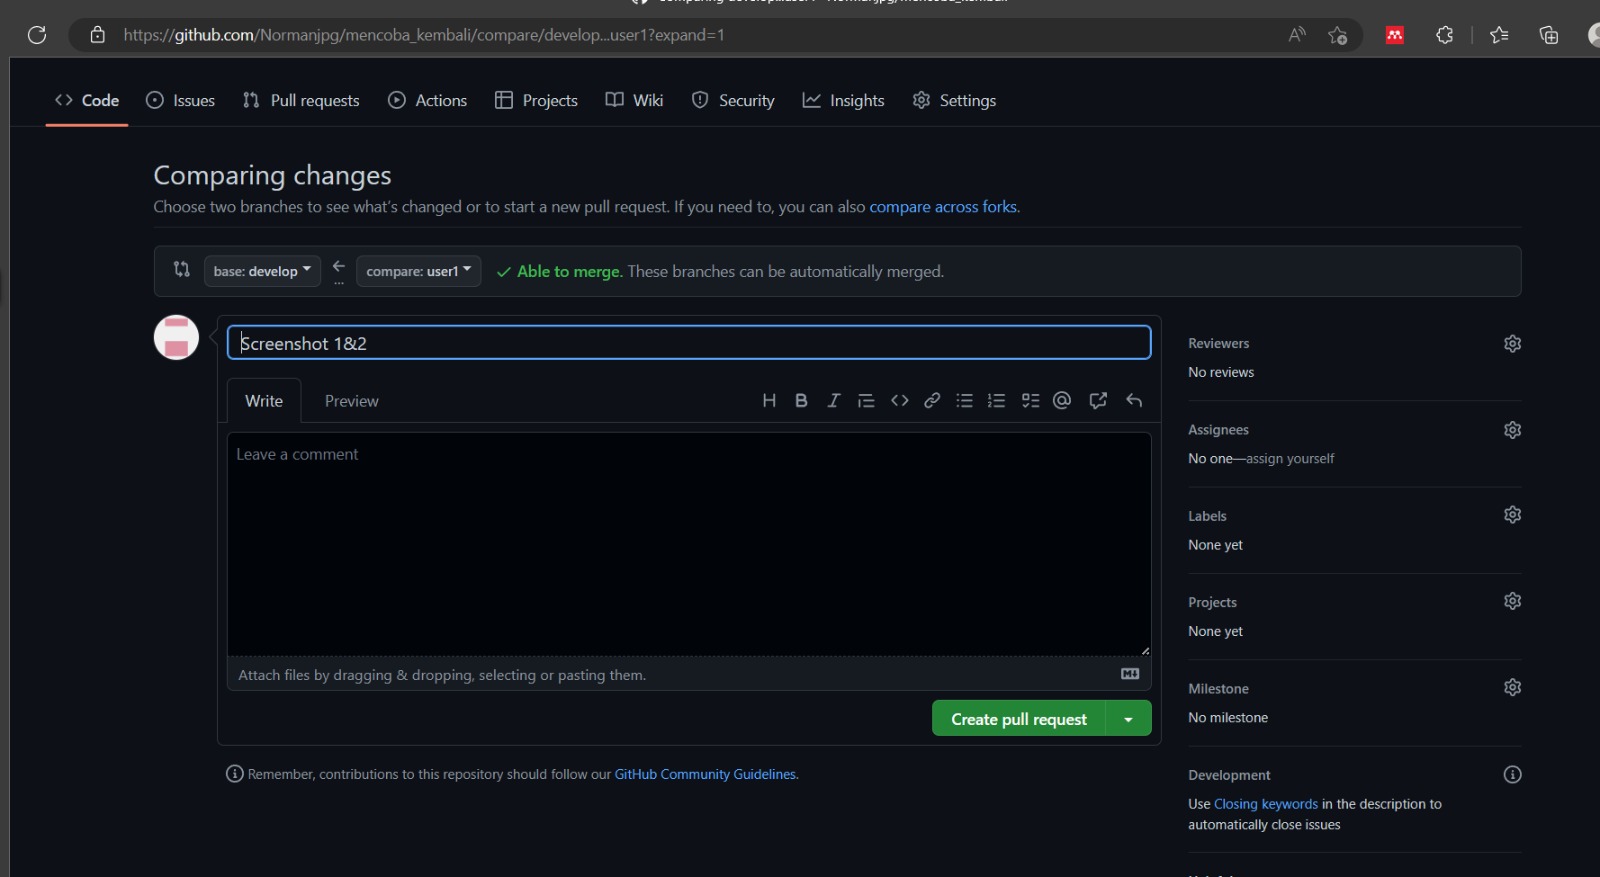 https://github.com/Normanjpg/mencoba_kembali/compare/develop...user1?expand=1
Code Issues Pull requests Actions Projects Wiki Security Insights Settings
Comparing changes
Choose two branches to see what's changed or to start a new pull request. If you need to, you can also compare across forks.
base: develop ... compare: user1 Able to merge. These branches can be automatically merged.
Screenshot 1&2
Write Preview
Leave a comment
Attach files by dragging & dropping, selecting or pasting them.
Create pull request
Remember, contributions to this repository should follow our GitHub Community Guidelines.
Reviewers
No reviews
Assignees
No one—assign yourself
Labels
None yet
Projects
None yet
Milestone
No milestone
Development
Use Closing keywords in the description to
automatically close issues